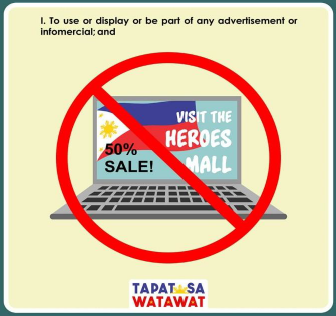 I. To use or display or be part of any advertisement or
infomercial; and
VISIT THE
HEROES
MALL
50%
SALE!
TAPAT SA
WATAWAT